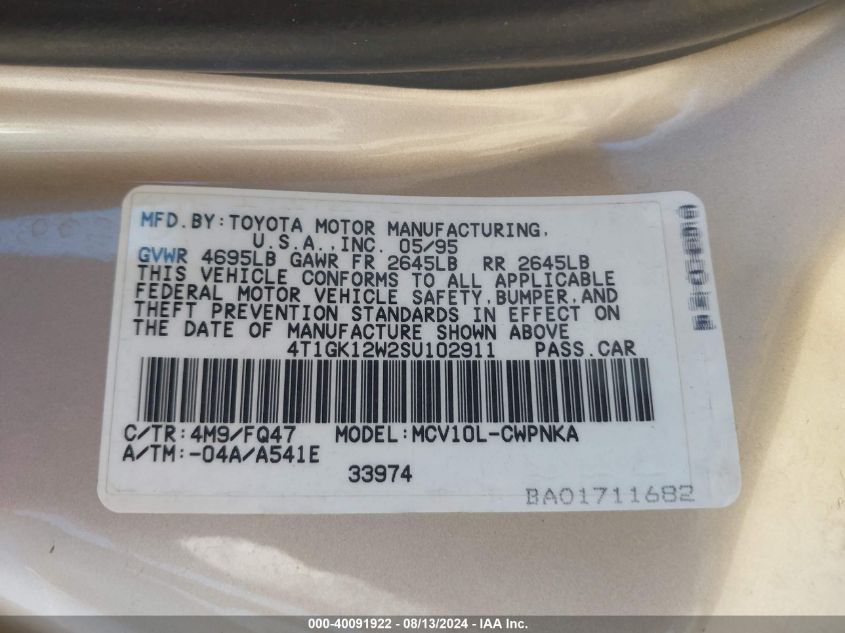 MFD.BY:TOYOTA MOTOR MANUFACTURING,
U.S.A.,INC. 05/95
GVWR 4695LB GAWR FR 2645LB RR 2645LB
THIS VEHICLE CONFORMS TO ALL APPLICABLE
FEDERAL MOTOR VEHICLE SAFETY,BUMPER,AND
THEFT PREVENTION STANDARDS IN EFFECT ON
THE DATE OF MANUFACTURE SHOWN ABOVE
4T1GK12W2SU102911 PASS.CAR
C/TR:4M9/FQ47 MODEL:MCV10L-CWPNKA
A/TM:-04A/A541E
33974
BA01711682
000-40091922 - 08/13/2024 - IAA Inc.